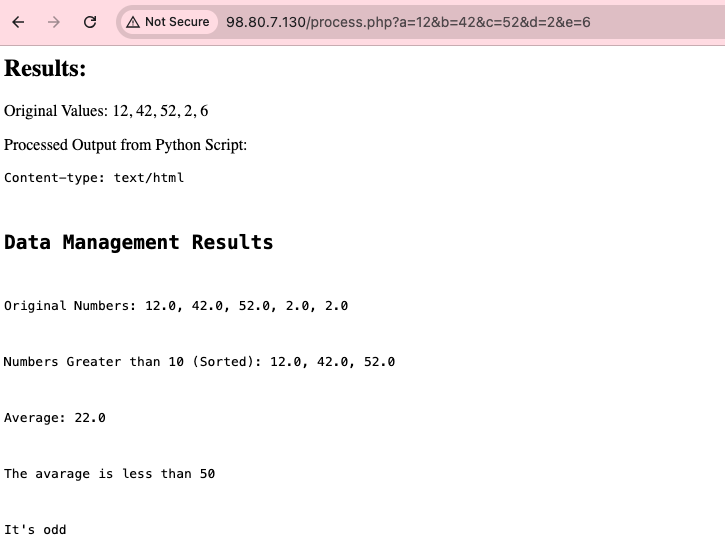 Not Secure 98.80.7.130/process.php?a=12&b=42&c=52&d=2&e=6
Results:
Original Values: 12, 42, 52, 2, 6
Processed Output from Python Script:
Content-type: text/html
Data Management Results
Original Numbers: 12.0, 42.0, 52.0, 2.0, 2.0
Numbers Greater than 10 (Sorted): 12.0, 42.0, 52.0
Average: 22.0
The avarage is less than 50
It's odd